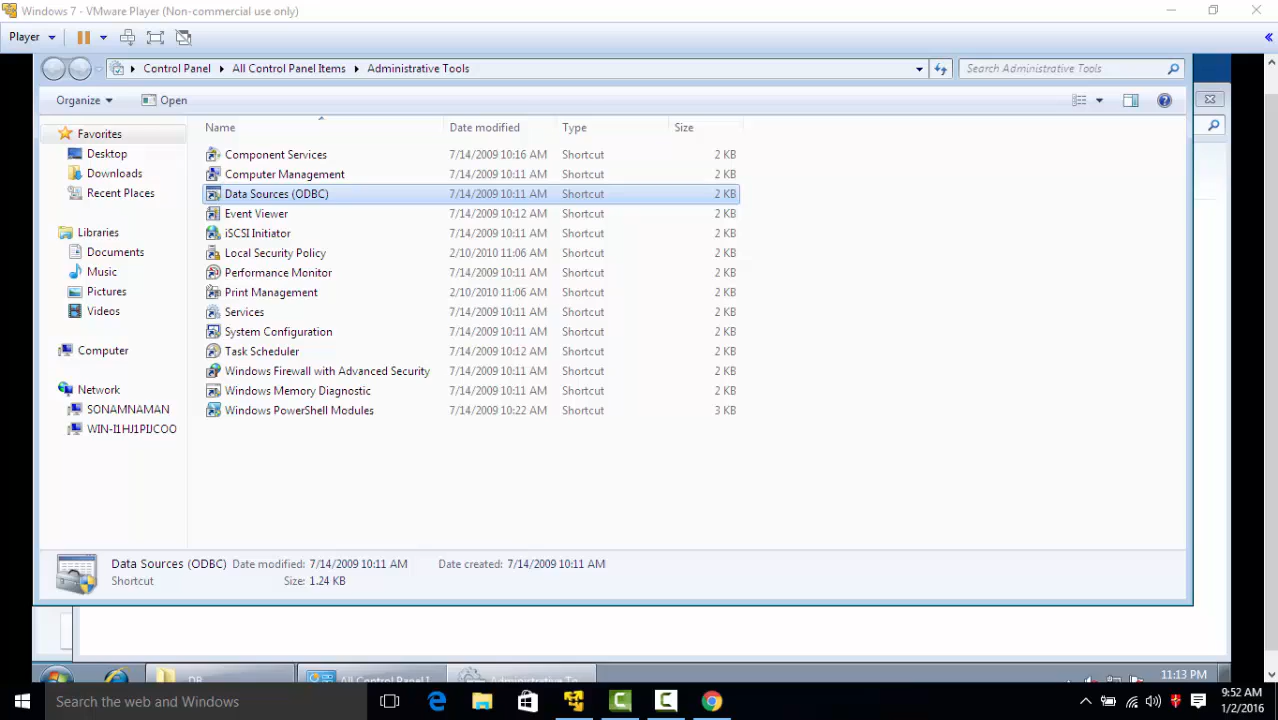 Windows 7 - VMware Player (Non-commercial use only)
Player
Control Panel All Control Panel Items Administrative Tools Search Administrative Tools
Organize Open
Name Date modified Type Size
Favorites
Desktop
Downloads
Recent Places
Libraries
Documents
Music
Pictures
Videos
Computer
Network
SONAMNAMAN
WIN-I1HJ1PIJCOO
Component Services 7/14/2009 10:16 AM Shortcut 2 KB
Computer Management 7/14/2009 10:11 AM Shortcut 2 KB
Data Sources (ODBC) 7/14/2009 10:11 AM Shortcut 2 KB
Event Viewer 7/14/2009 10:12 AM Shortcut 2 KB
iSCSI Initiator 7/14/2009 10:11 AM Shortcut 2 KB
Local Security Policy 2/10/2010 11:06 AM Shortcut 2 KB
Performance Monitor 7/14/2009 10:11 AM Shortcut 2 KB
Print Management 2/10/2010 11:06 AM Shortcut 2 KB
Services 7/14/2009 10:11 AM Shortcut 2 KB
System Configuration 7/14/2009 10:11 AM Shortcut 2 KB
Task Scheduler 7/14/2009 10:12 AM Shortcut 2 KB
Windows Firewall with Advanced Security 7/14/2009 10:11 AM Shortcut 2 KB
Windows Memory Diagnostic 7/14/2009 10:11 AM Shortcut 2 KB
Windows PowerShell Modules 7/14/2009 10:22 AM Shortcut 3 KB
Data Sources (ODBC) Date modified: 7/14/2009 10:11 AM Date created: 7/14/2009 10:11 AM
Shortcut Size: 1.24 KB
DB All Control Panel I... Administrative Tools 11:13 PM
Search the web and Windows
9:52 AM
1/2/2016